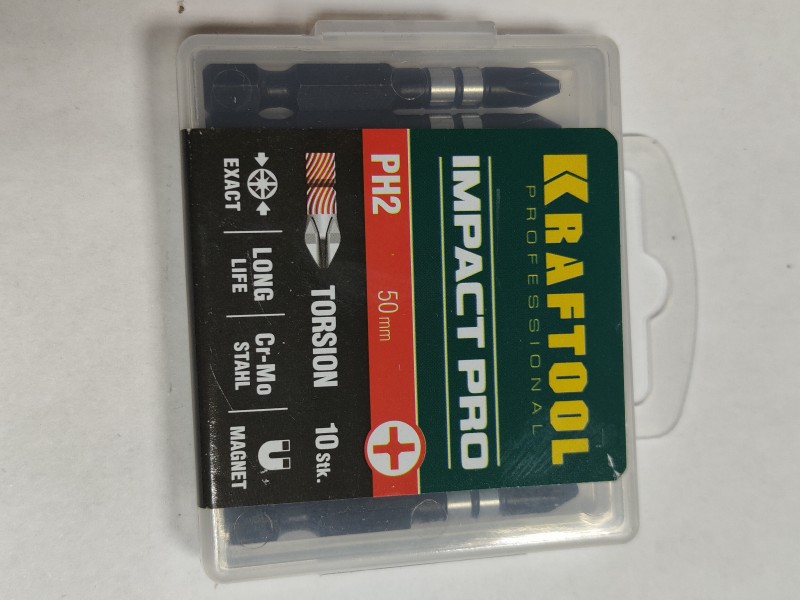 KRAFTOOL
PROFESSIONAL
IMPACT PRO
PH2 50 mm
TORSION 10 stk.
EXACT
LONG
LIFE
Cr-Mo
STAHL
MAGNET